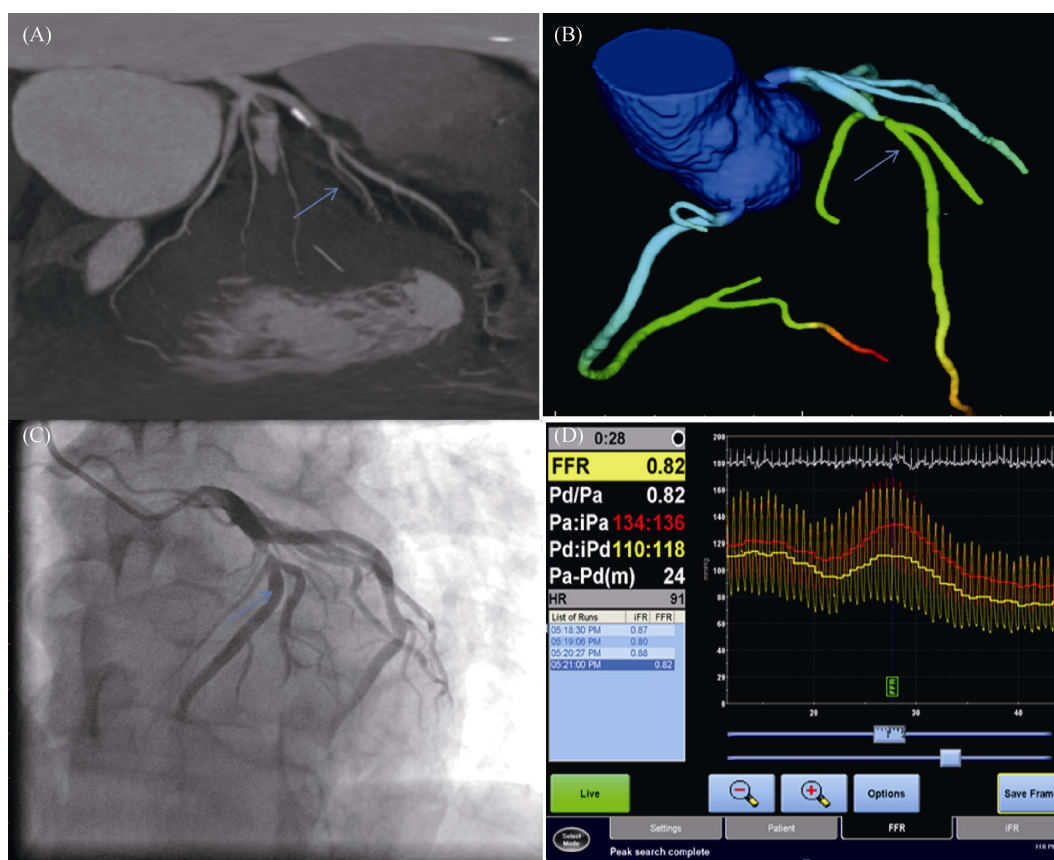 (A)
(B)
(C)
(D)
0:28
FFR 0.82
Pd/Pa 0.82
Pa:iPa 134:136
Pd:iPd 110:118
Pa-Pd(m) 24
HR 91
List of Runs iFR FFR
05:18:30 PM 0.87
05:19:06 PM 0.80
05:20:27 PM 0.88
05:21:00 PM 0.82
200
180
160
140
120
100
80
60
40
20
0
mmHg
FFR
20 30 40
Live
Options
Save Fram
Select Mode
Settings
Patient
FFR
iFR
Peak search complete